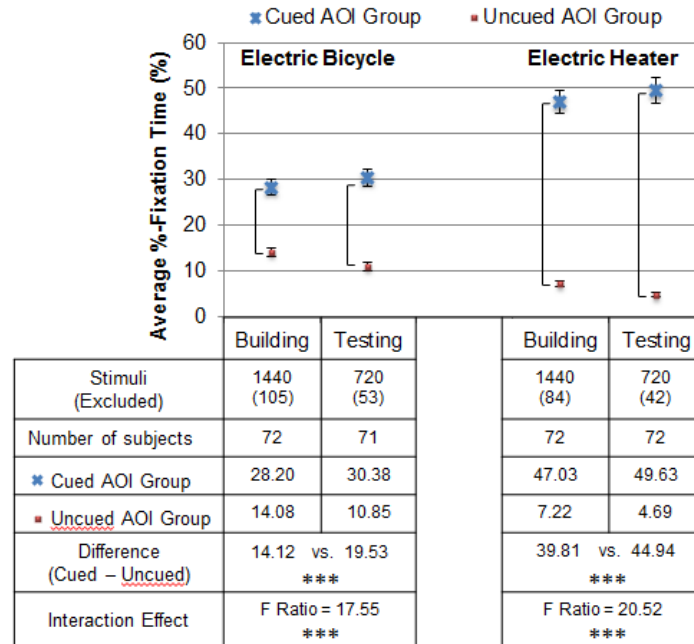 Cued AOI Group Uncued AOI Group
Average %-Fixation Time (%)
60
50
40
30
20
10
0
Electric Bicycle Electric Heater
Building Testing Building Testing
Stimuli 1440 720 1440 720
(Excluded) (105) (53) (84) (42)
Number of subjects 72 71 72 72
Cued AOI Group 28.20 30.38 47.03 49.63
Uncued AOI Group 14.08 10.85 7.22 4.69
Difference 14.12 vs. 19.53 39.81 vs. 44.94
(Cued – Uncued) *** ***
Interaction Effect F Ratio = 17.55 F Ratio = 20.52
*** ***